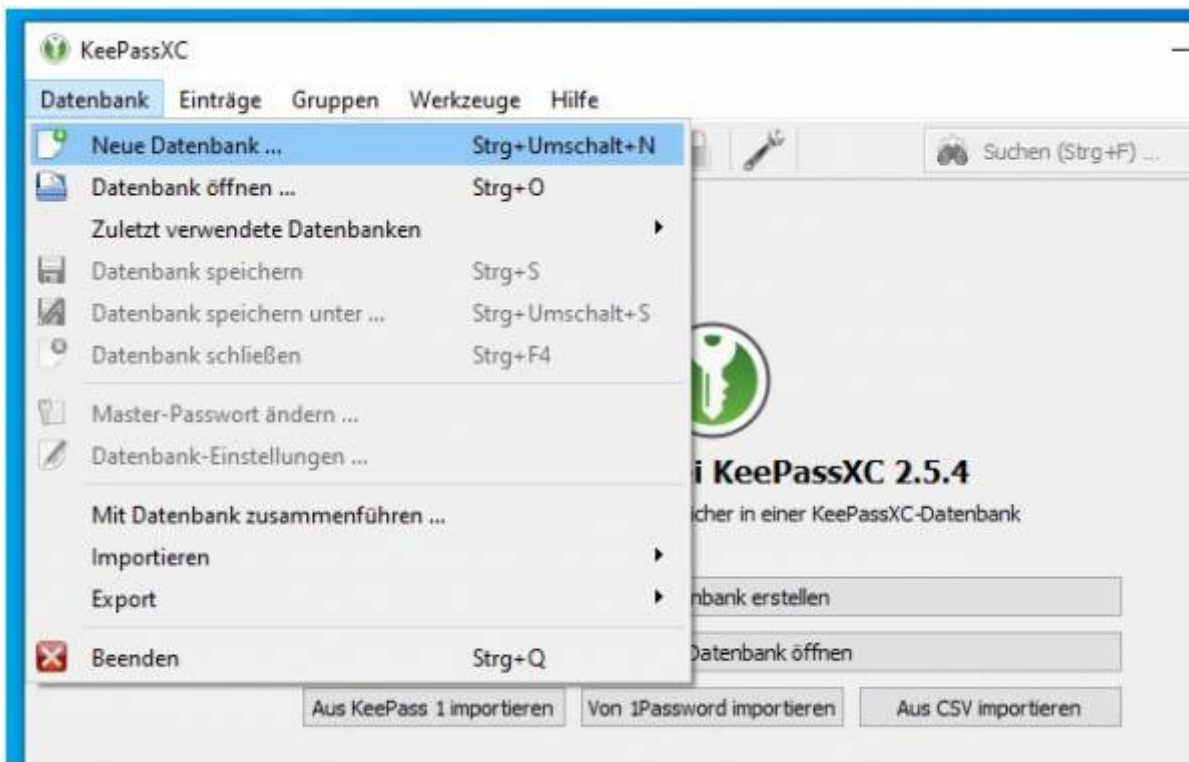 KeePassXC
Datenbank Einträge Gruppen Werkzeuge Hilfe
Neue Datenbank ... Strg+Umschalt+N
Suchen (Strg+F) ...
Datenbank öffnen ... Strg+O
Zuletzt verwendete Datenbanken
Datenbank speichern Strg+S
Datenbank speichern unter ... Strg+Umschalt+S
Datenbank schließen Strg+F4
Master-Passwort ändern ...
Datenbank-Einstellungen ...
i KeePassXC 2.5.4
icher in einer KeePassXC-Datenbank
Mit Datenbank zusammenführen ...
Importieren
Export
nbank erstellen
Beenden Strg+Q
Datenbank öffnen
Aus KeePass 1 importieren Von 1Password importieren Aus CSV importieren